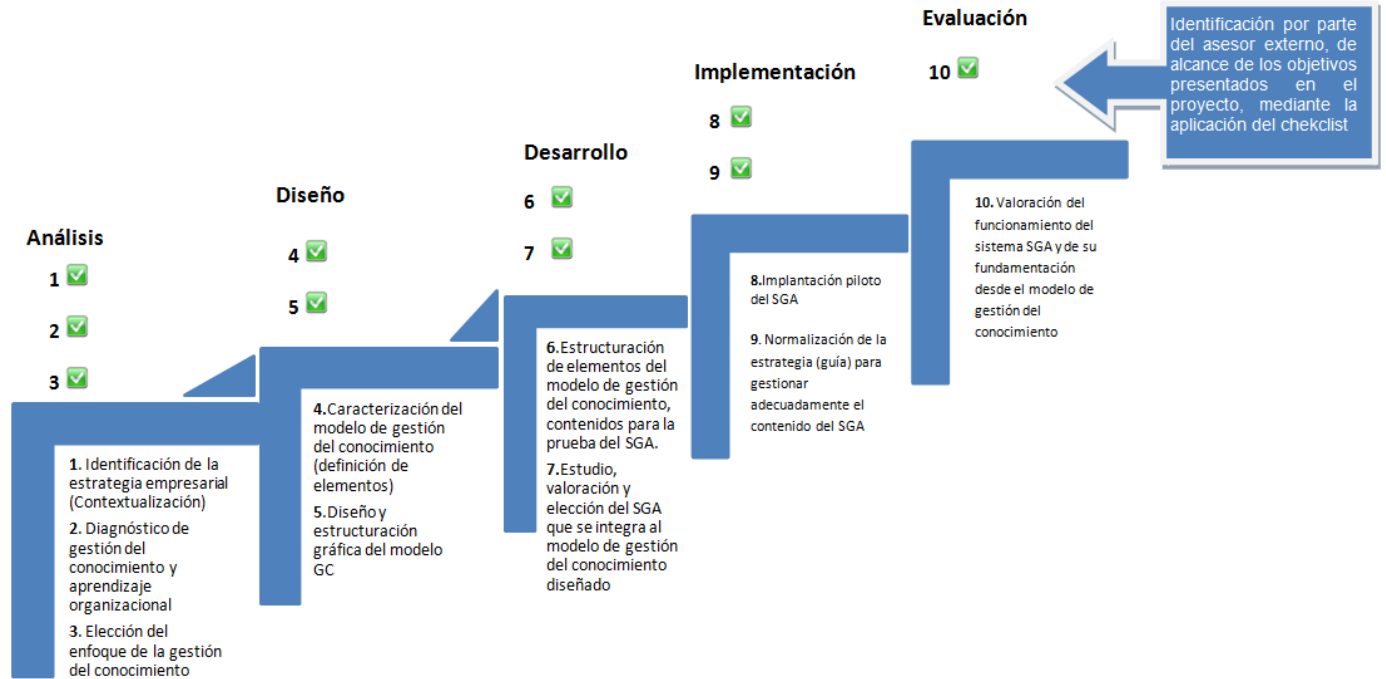 Análisis
1
2
3
1. Identificación de la
estrategia empresarial
(Contextualización)
2. Diagnóstico de
gestión del
conocimiento y
aprendizaje
organizacional
3. Elección del
enfoque de la gestión
del conocimiento
Diseño
4
5
4.Caracterización del
modelo de gestión
del conocimiento
(definición de
elementos)
5.Diseño y
estructuración
gráfica del modelo
GC
Desarrollo
6
7
6.Estructuración
de elementos del
modelo de gestión
del conocimiento,
contenidos para la
prueba del SGA.
7.Estudio,
valoración y
elección del SGA
que se integra al
modelo de gestión
del conocimiento
diseñado
Implementación
8
9
8.Implantación piloto
del SGA
9. Normalización de la
estrategia (guía) para
gestionar
adecuadamente el
contenido del SGA
Evaluación
10
10. Valoración del
funcionamiento del
sistema SGA y de su
fundamentación
desde el modelo de
gestión del
conocimiento
Identificación por parte
del asesor externo, de
alcance de los objetivos
presentados en el
proyecto, mediante la
aplicación del chekclist